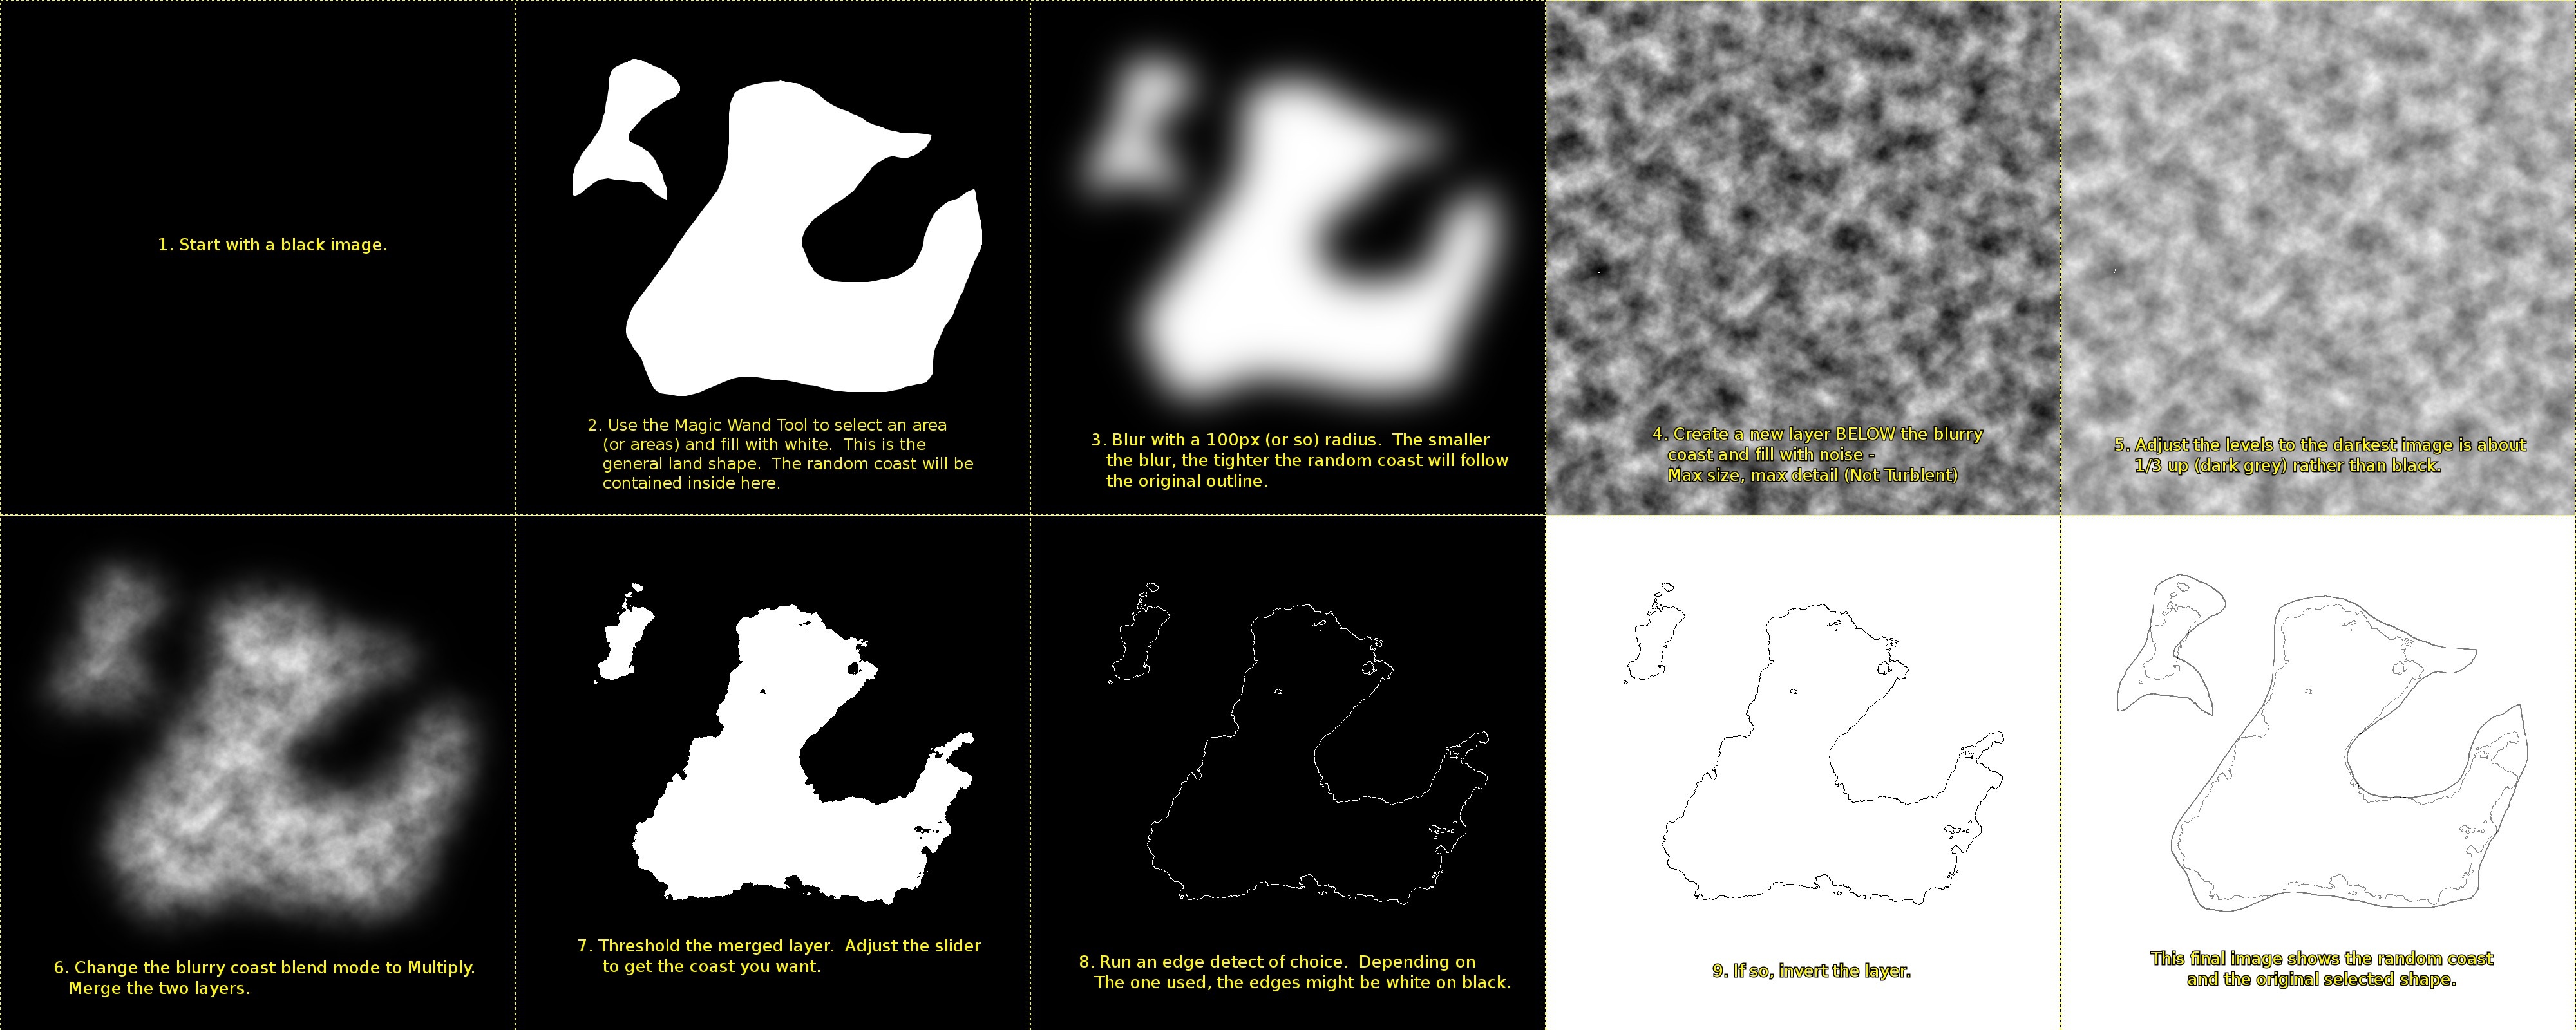 1. Start with a black image.
2. Use the Magic Wand Tool to select an area
(or areas) and fill with white.  This is the
general land shape.  The random coast will be
contained inside here.
3. Blur with a 100px (or so) radius.  The smaller
the blur, the tighter the random coast will follow
the original outline.
4. Create a new layer BELOW the blurry
coast and fill with noise -
Max size, max detail (Not Turblent)
5. Adjust the levels to the darkest image is about
1/3 up (dark grey) rather than black.
6. Change the blurry coast blend mode to Multiply.
Merge the two layers.
7. Threshold the merged layer.  Adjust the slider
to get the coast you want.
8. Run an edge detect of choice.  Depending on
The one used, the edges might be white on black.
9. If so, invert the layer.
This final image shows the random coast
and the original selected shape.